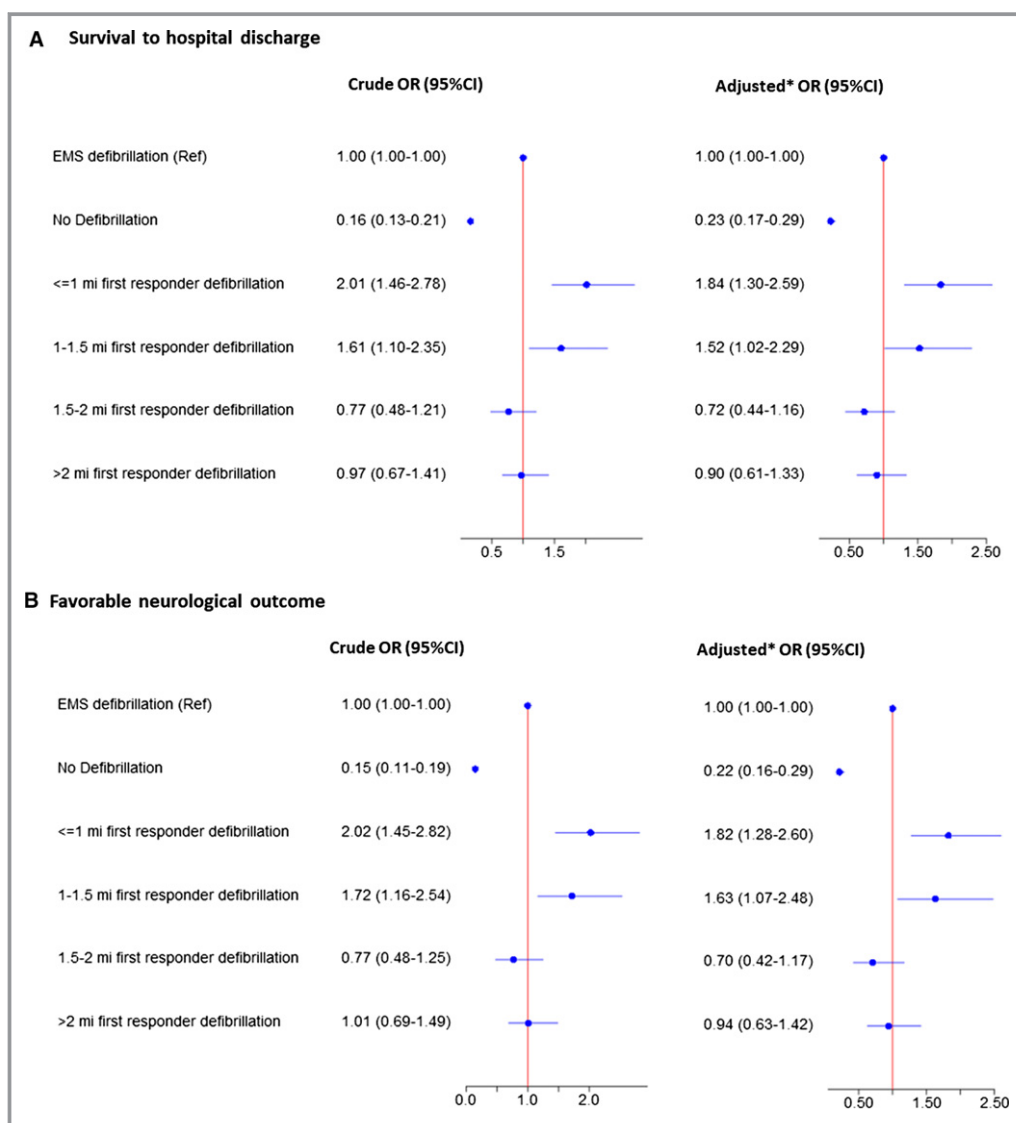 A Survival to hospital discharge
Crude OR (95%CI) Adjusted* OR (95%CI)
EMS defibrillation (Ref) 1.00 (1.00-1.00) 1.00 (1.00-1.00)
No Defibrillation 0.16 (0.13-0.21) 0.23 (0.17-0.29)
<=1 mi first responder defibrillation 2.01 (1.46-2.78) 1.84 (1.30-2.59)
1-1.5 mi first responder defibrillation 1.61 (1.10-2.35) 1.52 (1.02-2.29)
1.5-2 mi first responder defibrillation 0.77 (0.48-1.21) 0.72 (0.44-1.16)
>2 mi first responder defibrillation 0.97 (0.67-1.41) 0.90 (0.61-1.33)
0.5 1.5 0.50 1.50 2.50
B Favorable neurological outcome
Crude OR (95%CI) Adjusted* OR (95%CI)
EMS defibrillation (Ref) 1.00 (1.00-1.00) 1.00 (1.00-1.00)
No Defibrillation 0.15 (0.11-0.19) 0.22 (0.16-0.29)
<=1 mi first responder defibrillation 2.02 (1.45-2.82) 1.82 (1.28-2.60)
1-1.5 mi first responder defibrillation 1.72 (1.16-2.54) 1.63 (1.07-2.48)
1.5-2 mi first responder defibrillation 0.77 (0.48-1.25) 0.70 (0.42-1.17)
>2 mi first responder defibrillation 1.01 (0.69-1.49) 0.94 (0.63-1.42)
0.0 1.0 2.0 0.50 1.50 2.50